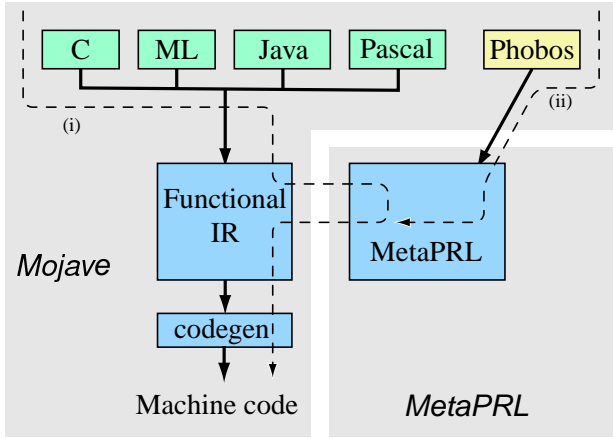 C ML Java Pascal Phobos
(i) (ii)
Functional
IR
MetaPRL
Mojave
codegen
Machine code
MetaPRL